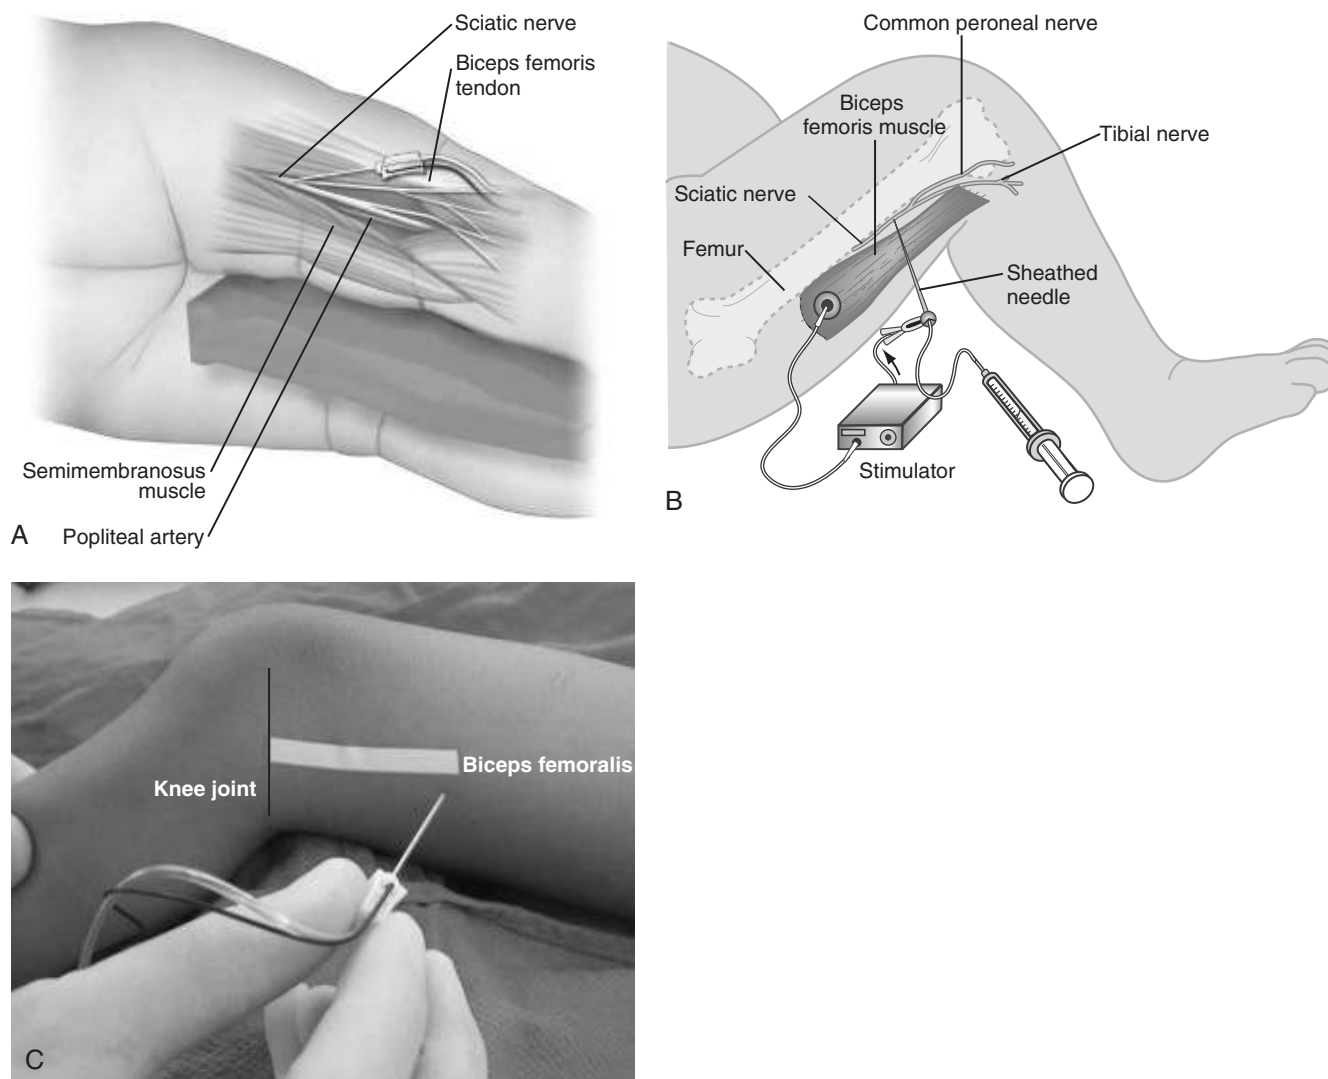 Sciatic nerve
Biceps femoris
tendon
Semimembranosus
muscle
Popliteal artery
A
Common peroneal nerve
Biceps
femoris muscle
Tibial nerve
Sciatic nerve
Femur
Sheathed
needle
Stimulator
B
Biceps femoralis
Knee joint
C